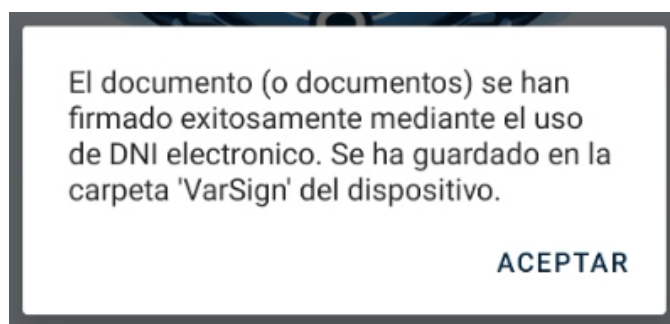 El documento (o documentos) se han
firmado exitosamente mediante el uso
de DNI electronico. Se ha guardado en la
carpeta 'VarSign' del dispositivo.
ACEPTAR